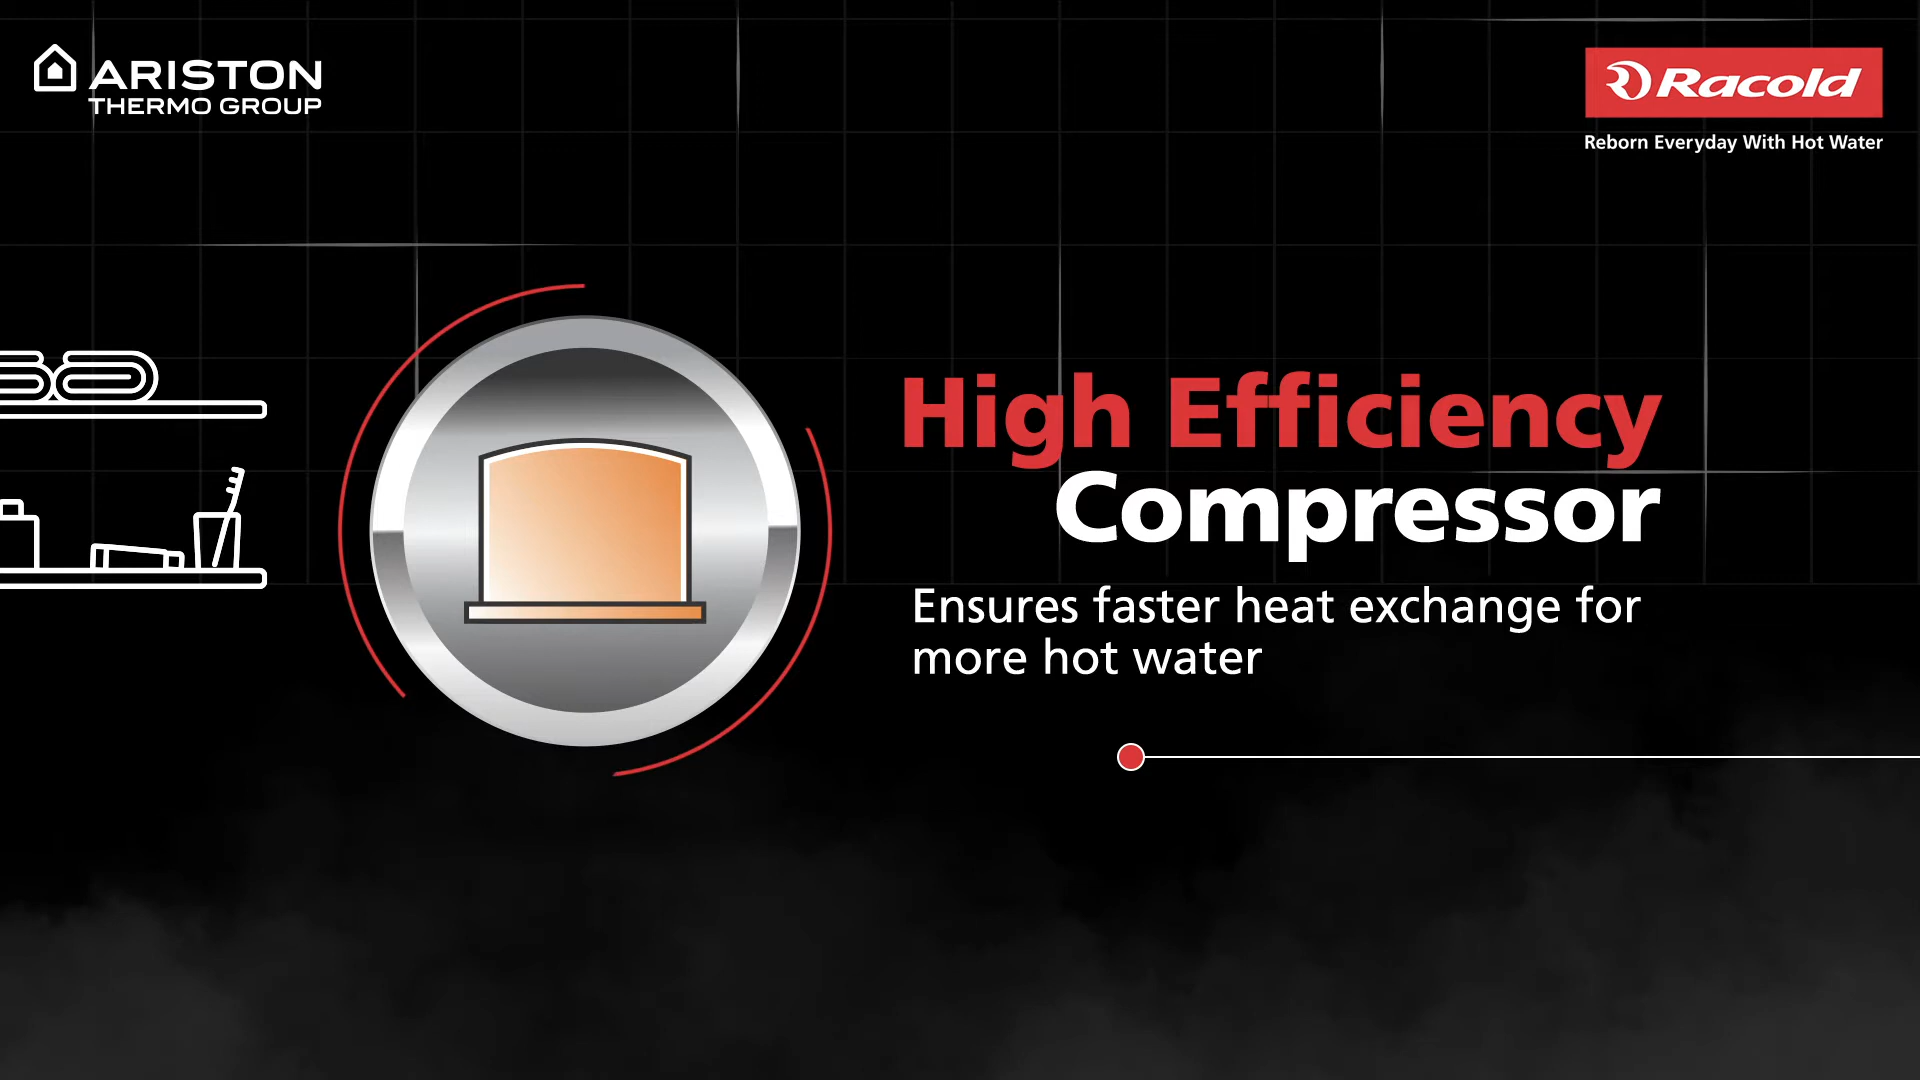 ARISTON
THERMO GROUP
Racold
Reborn Everyday With Hot Water
High Efficiency
Compressor
Ensures faster heat exchange for
more hot water